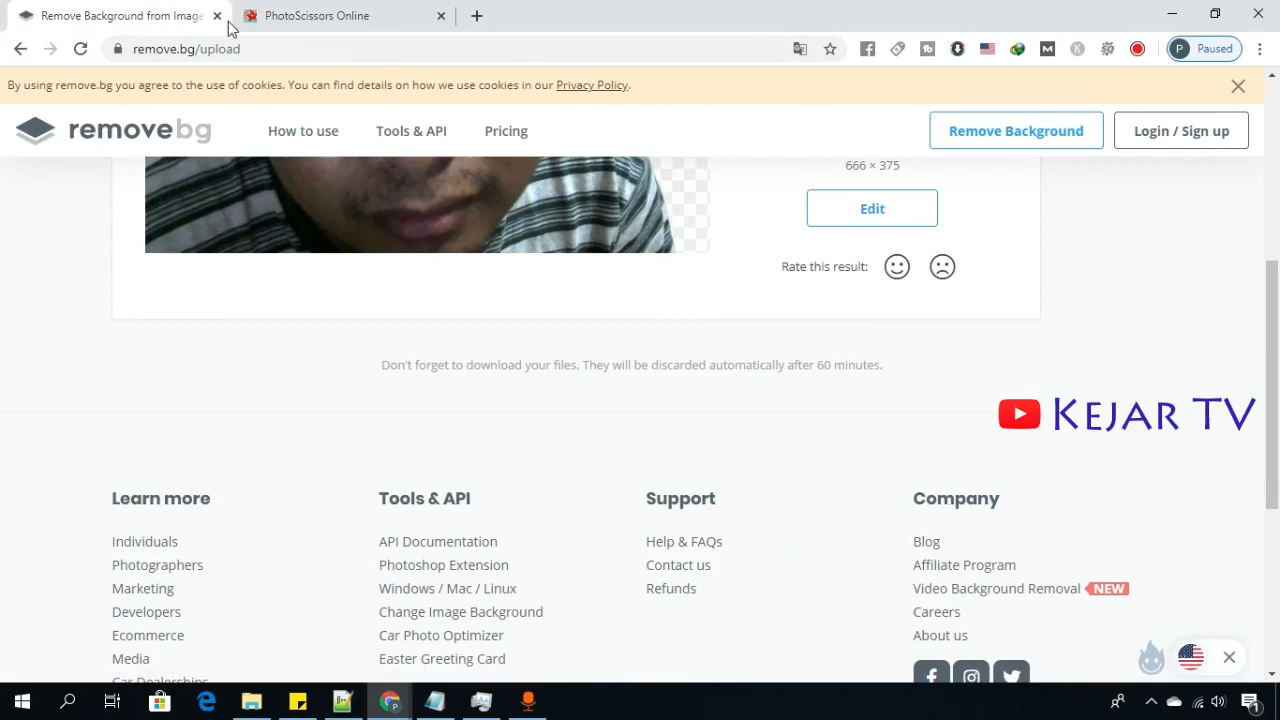 Remove Background from Image
PhotoScissors Online
remove.bg/upload
Paused
By using remove.bg you agree to the use of cookies. You can find details on how we use cookies in our Privacy Policy.
removebg
How to use
Tools & API
Pricing
Remove Background
Login / Sign up
666 × 375
Edit
Rate this result:
Don't forget to download your files. They will be discarded automatically after 60 minutes.
KEJAR TV
Learn more
Tools & API
Support
Company
Individuals
API Documentation
Help & FAQs
Blog
Photographers
Photoshop Extension
Contact us
Affiliate Program
Marketing
Windows / Mac / Linux
Refunds
Video Background Removal NEW
Developers
Change Image Background
Careers
Ecommerce
Car Photo Optimizer
About us
Media
Easter Greeting Card
Car Dealerships